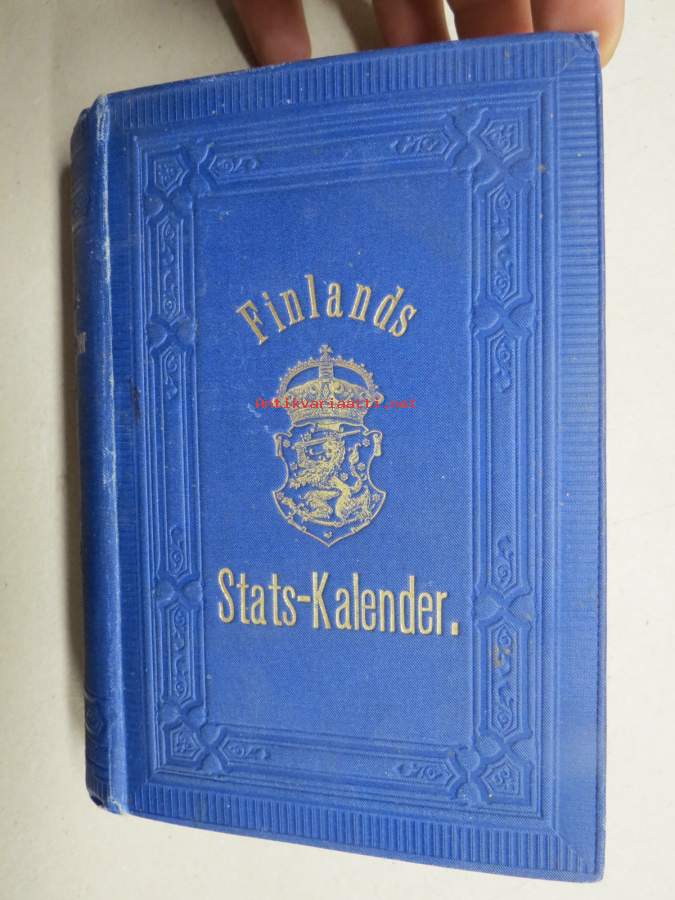 Finlands
antikvariaatti.net
Stats-Kalender.